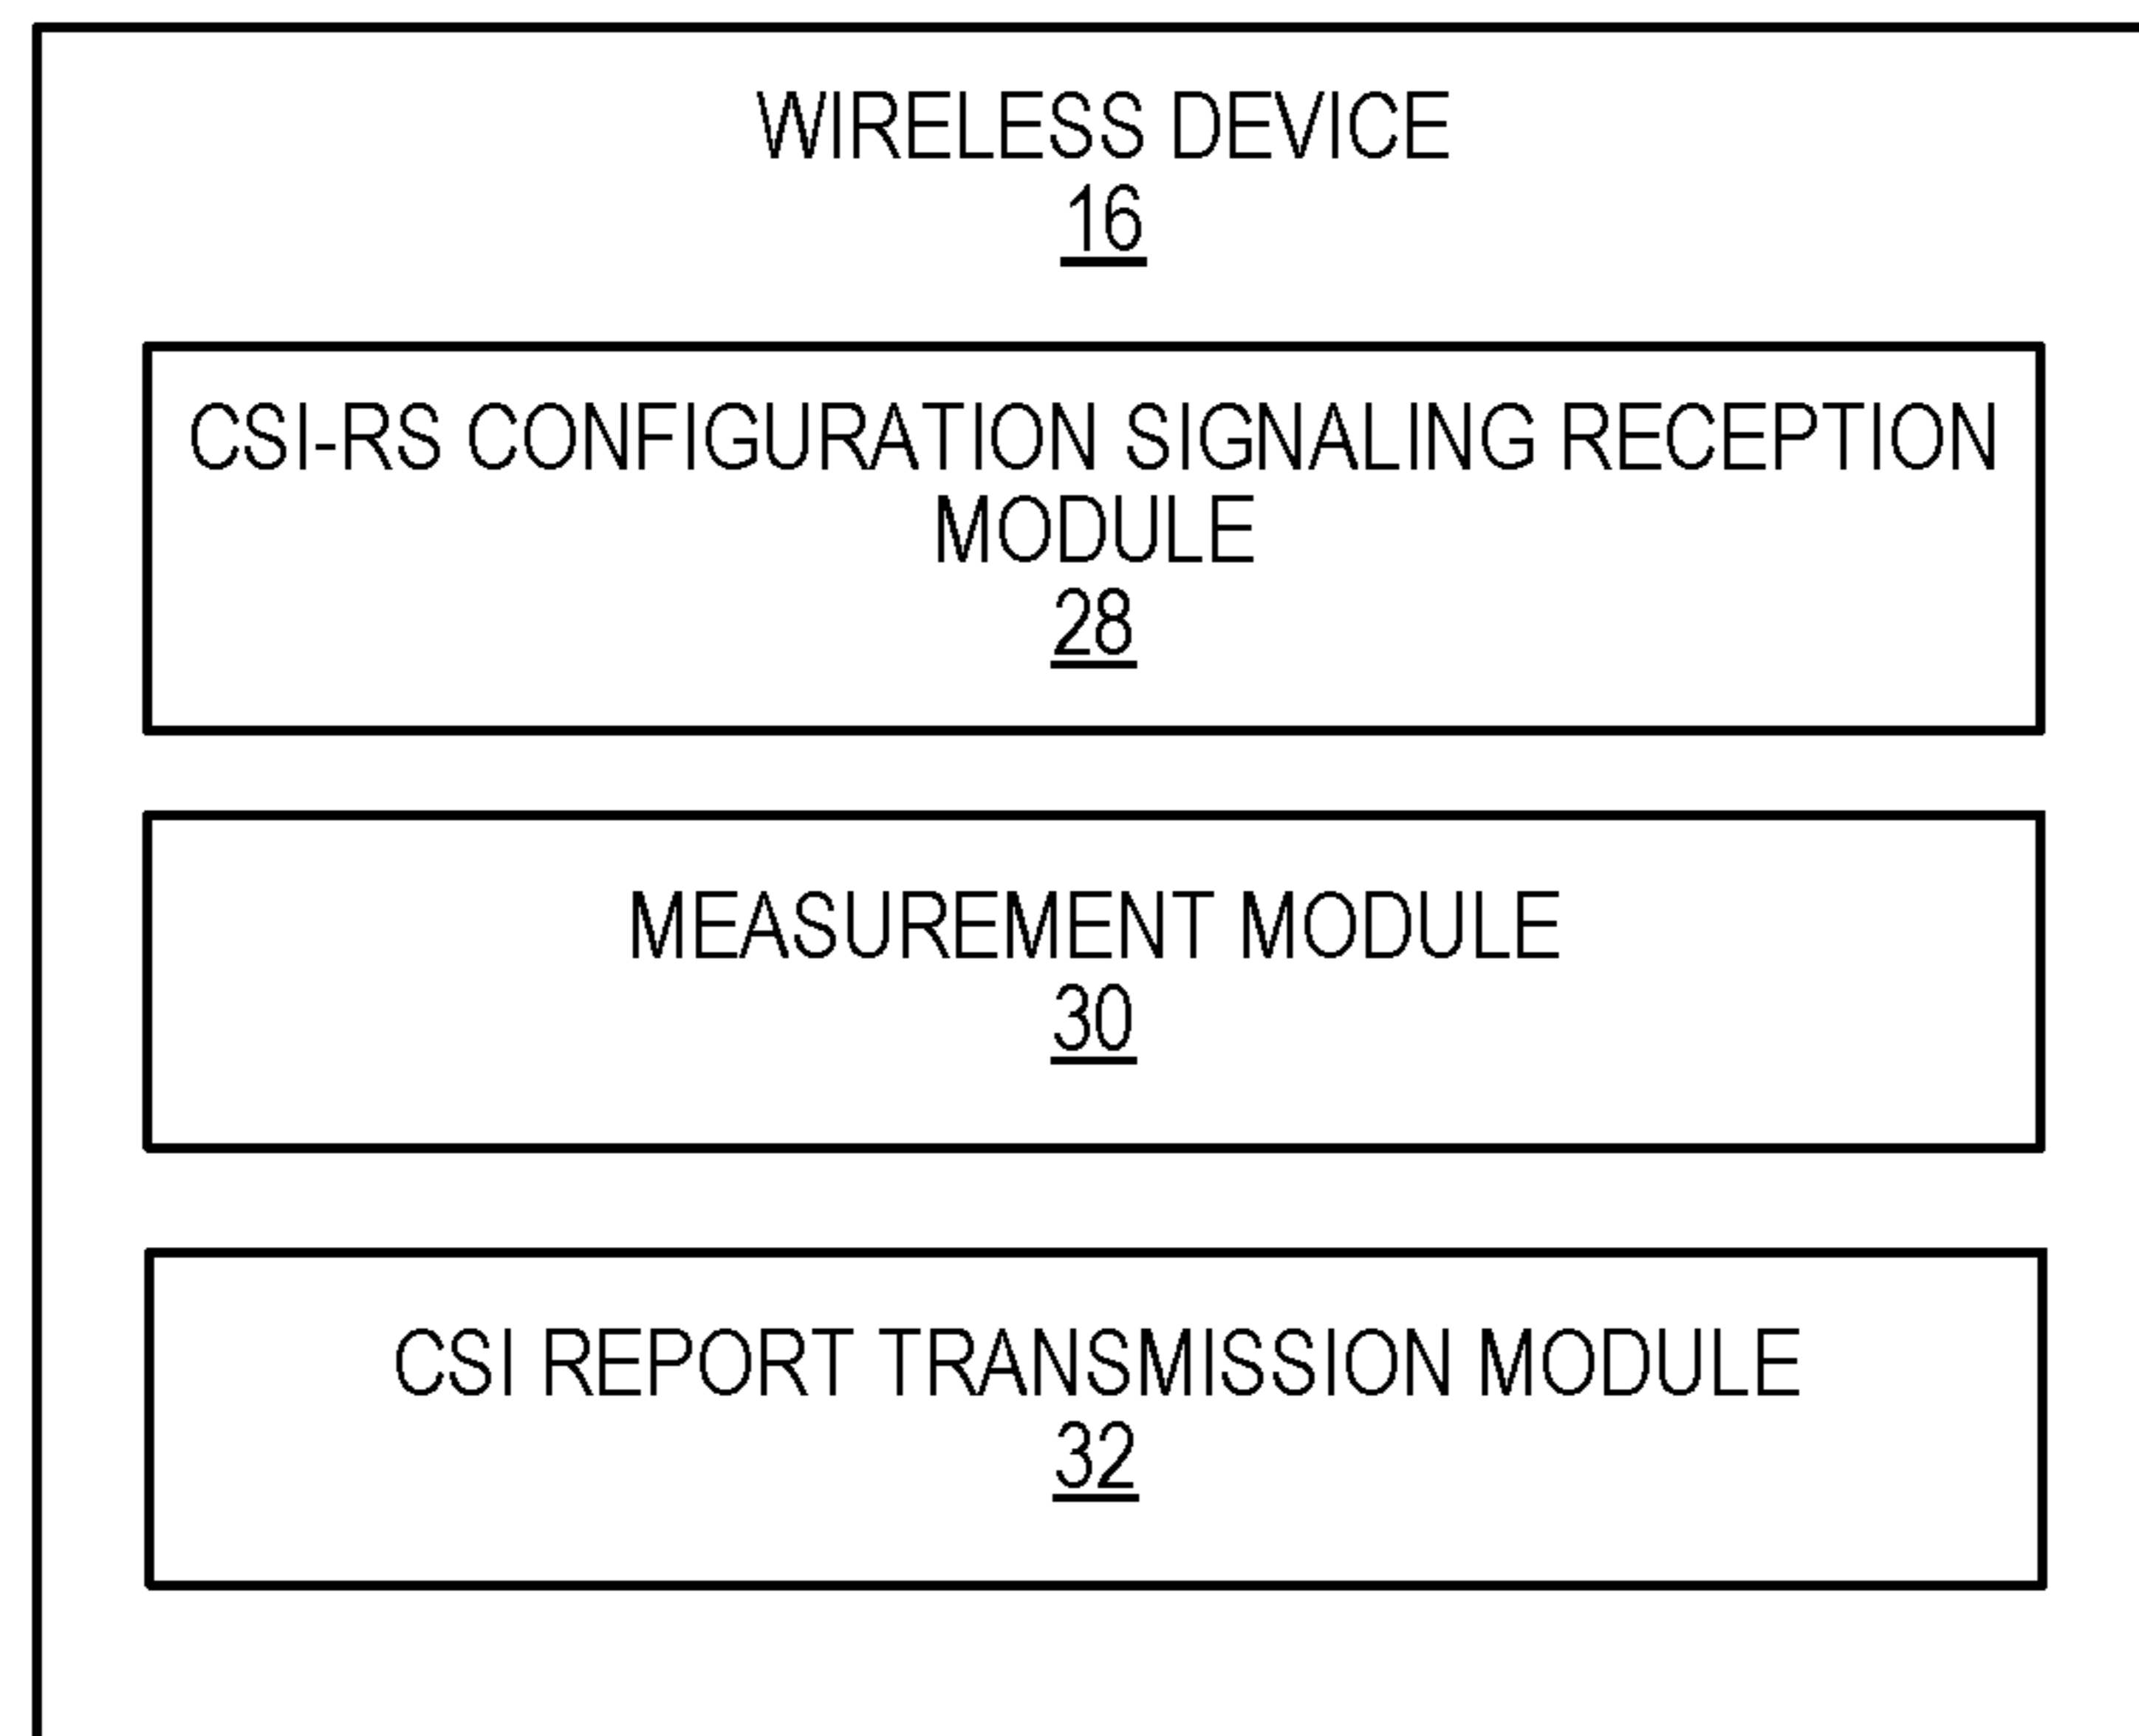 WIRELESS DEVICE
16
CSI-RS CONFIGURATION SIGNALING RECEPTION
MODULE
28
MEASUREMENT MODULE
30
CSI REPORT TRANSMISSION MODULE
32